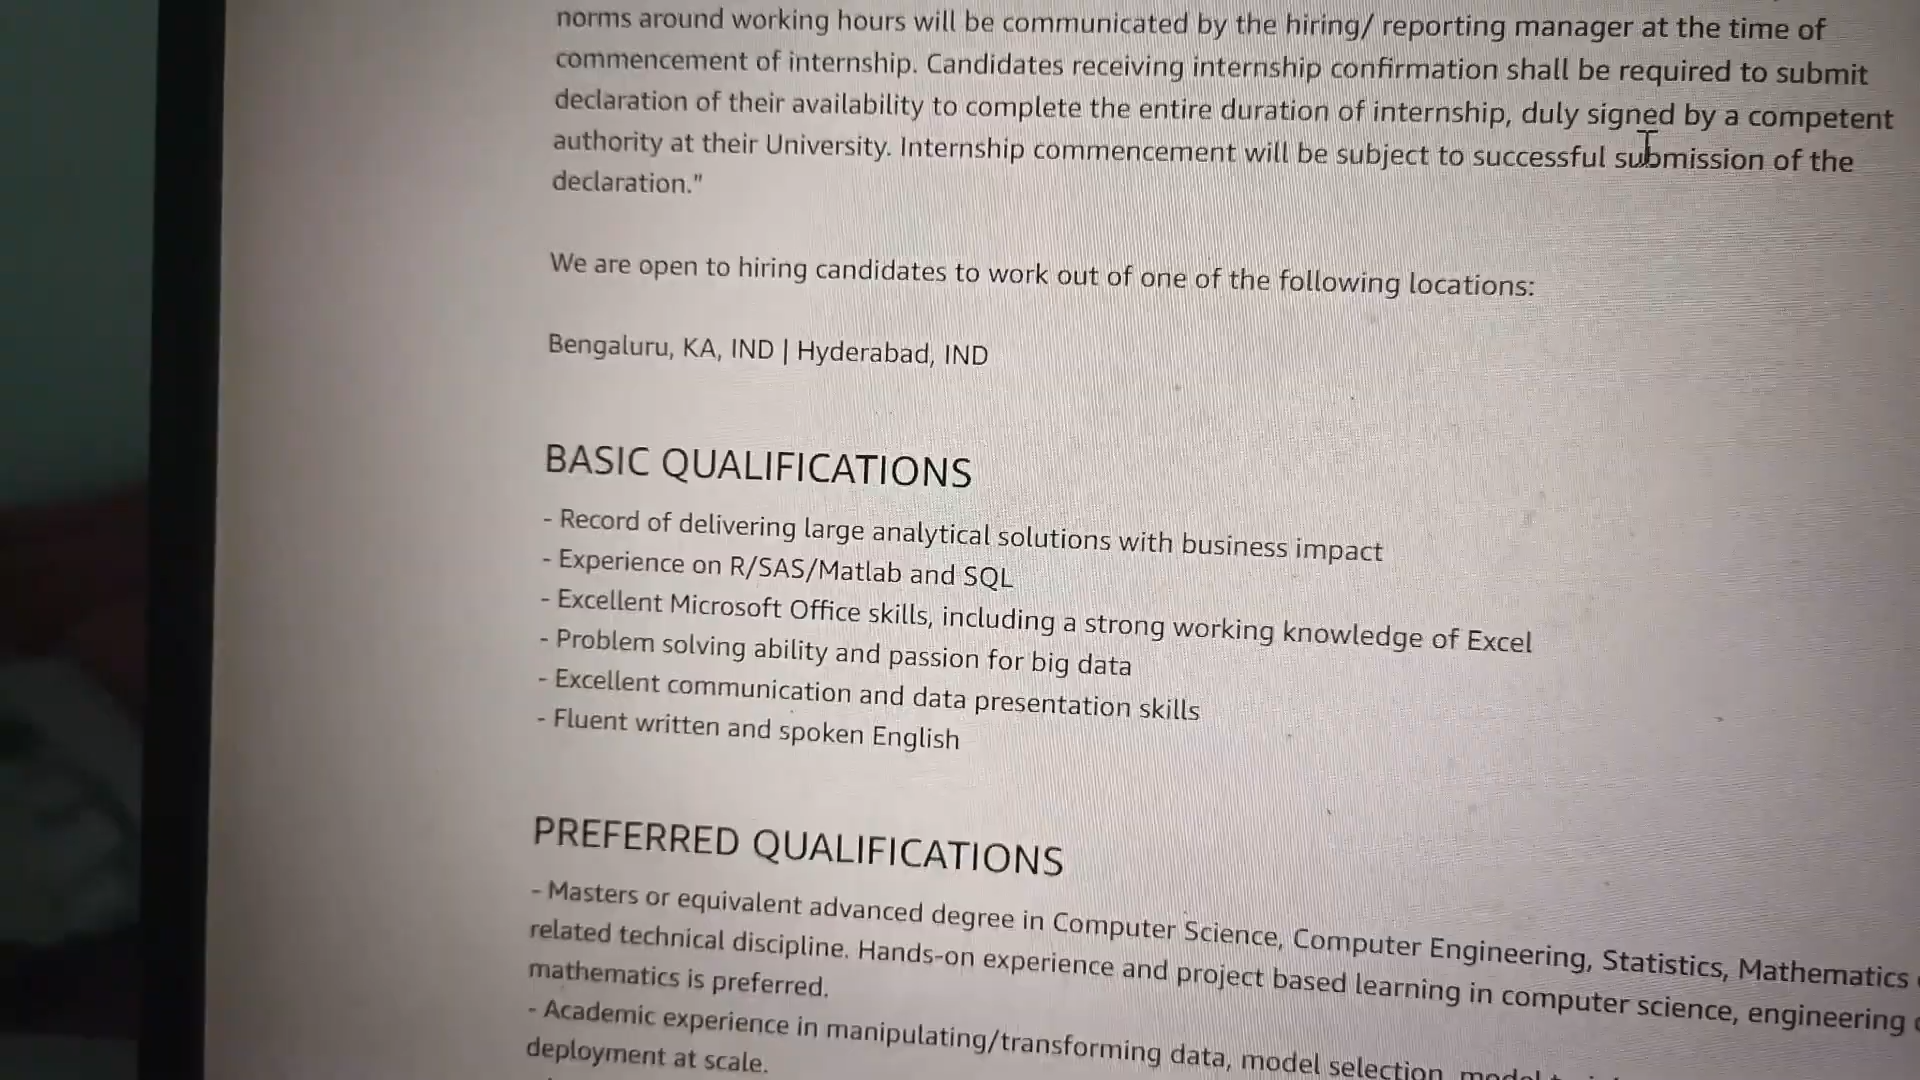 norms around working hours will be communicated by the hiring/ reporting manager at the time of
commencement of internship. Candidates receiving internship confirmation shall be required to submit
declaration of their availability to complete the entire duration of internship, duly signed by a competent
authority at their University. Internship commencement will be subject to successful submission of the
declaration."
We are open to hiring candidates to work out of one of the following locations:
Bengaluru, KA, IND | Hyderabad, IND
BASIC QUALIFICATIONS
- Record of delivering large analytical solutions with business impact
- Experience on R/SAS/Matlab and SQL
- Excellent Microsoft Office skills, including a strong working knowledge of Excel
- Problem solving ability and passion for big data
- Excellent communication and data presentation skills
- Fluent written and spoken English
PREFERRED QUALIFICATIONS
- Masters or equivalent advanced degree in Computer Science, Computer Engineering, Statistics, Mathematics
related technical discipline. Hands-on experience and project based learning in computer science, engineering
mathematics is preferred.
- Academic experience in manipulating/transforming data, model selection,
deployment at scale.